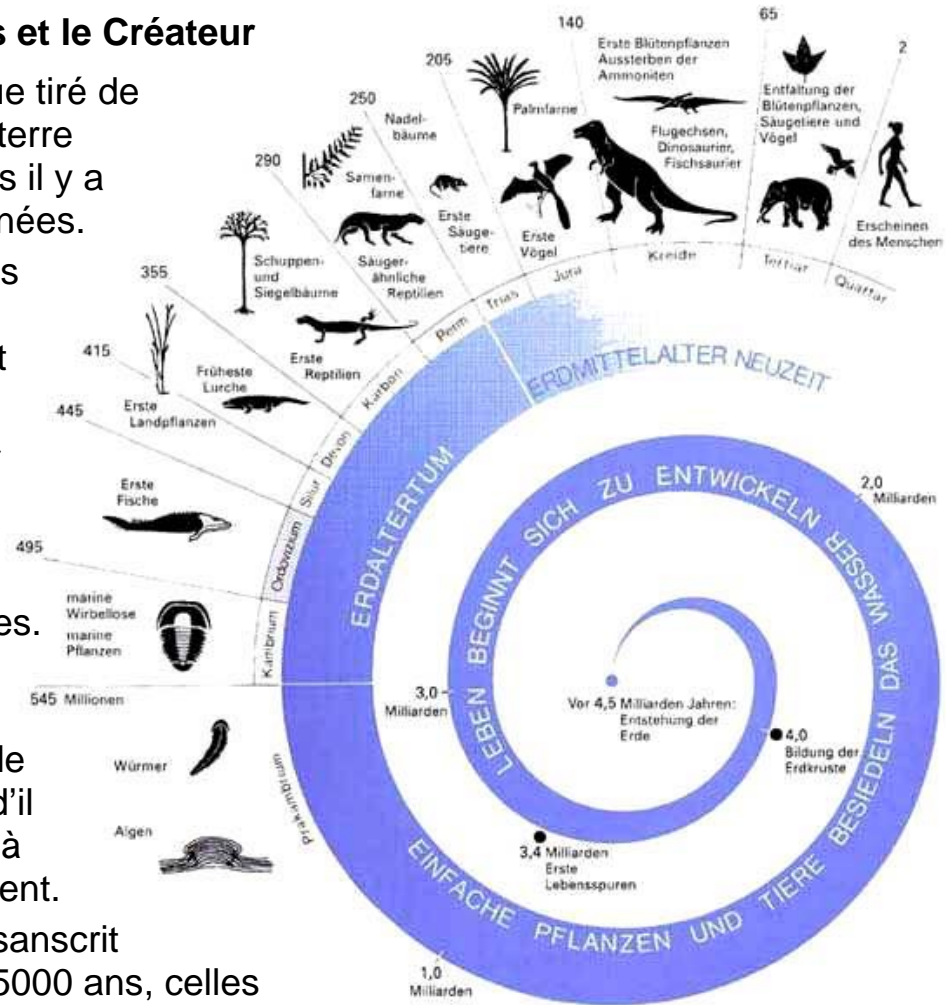 s et le Créateur
ue tiré de
terre
s il y a
nées.
s
t
es.
le
d'il
à
ent.
sanscrit
5000 ans, celles
140
65
2
205
250
290
355
415
445
495
545 Millionen
Erste Blütenpflanzen
Aussterben der
Ammoniten
Entfaltung der
Blütenpflanzen,
Säugetiere und
Vögel
Palmfarne
Flugechsen,
Dinosaurier,
Fischsaurier
Nadel-
bäume
Samen-
farne
Erste
Säuge-
tiere
Erste
Vögel
Erscheinen
des Menschen
Schuppen-
und
Siegelbäume
Säuger-
ähnliche
Reptilien
Erste
Reptilien
Früheste
Lurche
Erste
Landpflanzen
Erste
Fische
marine
Wirbellose
marine
Pflanzen
Würmer
Algen
Präkambrium
Kambrium
Ordovizium
Silur
Devon
Karbon
Perm
Trias
Jura
Kreide
Tertiär
Quartär
ERDALTERTUM
ERDMITTELALTER NEUZEIT
LEBEN BEGINNT SICH ZU ENTWICKELN
EINFACHE PFLANZEN UND TIERE BESIEDELN DAS WASSER
2,0
Milliarden
3,0
Milliarden
Vor 4,5 Milliarden Jahren:
Entstehung der
Erde
4,0
Bildung der
Erdkruste
3,4 Milliarden
Erste
Lebensspuren
1,0
Milliarden